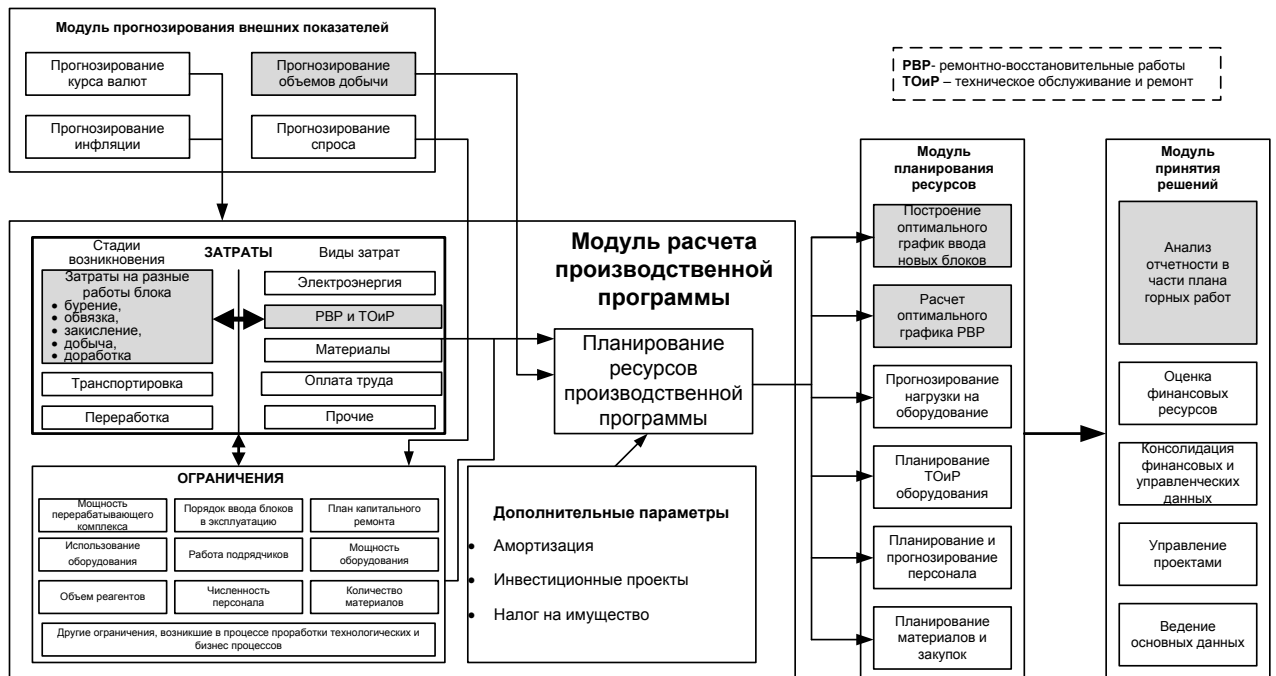 Модуль прогнозирования внешних показателей
Прогнозирование
курса валют
Прогнозирование
объемов добычи
Прогнозирование
инфляции
Прогнозирование
спроса
РВР- ремонтно-восстановительные работы
ТОиР – техническое обслуживание и ремонт
Модуль расчета
производственной
программы
Стадии
возникновения
ЗАТРАТЫ
Виды затрат
Затраты на разные
работы блока
• бурение,
• обвязка,
• закисление,
• добыча,
• доработка
Транспортировка
Переработка
Электроэнергия
РВР и ТОиР
Материалы
Оплата труда
Прочие
Планирование
ресурсов
производственной
программы
ОГРАНИЧЕНИЯ
Мощность
перерабатывающего
комплекса
Порядок ввода блоков
в эксплуатацию
План капитального
ремонта
Использование
оборудования
Работа подрядчиков
Мощность
оборудования
Объем реагентов
Численность
персонала
Количество
материалов
Другие ограничения, возникшие в процессе проработки технологических и
бизнес процессов
Дополнительные параметры
• Амортизация
• Инвестиционные проекты
• Налог на имущество
Модуль
планирования
ресурсов
Построение
оптимального
график ввода
новых блоков
Расчет
оптимального
графика РВР
Прогнозирование
нагрузки на
оборудование
Планирование
ТОиР
оборудования
Планирование и
прогнозирование
персонала
Планирование
материалов и
закупок
Модуль
принятия
решений
Анализ
отчетности в
части плана
горных работ
Оценка
финансовых
ресурсов
Консолидация
финансовых и
управленческих
данных
Управление
проектами
Ведение
основных данных